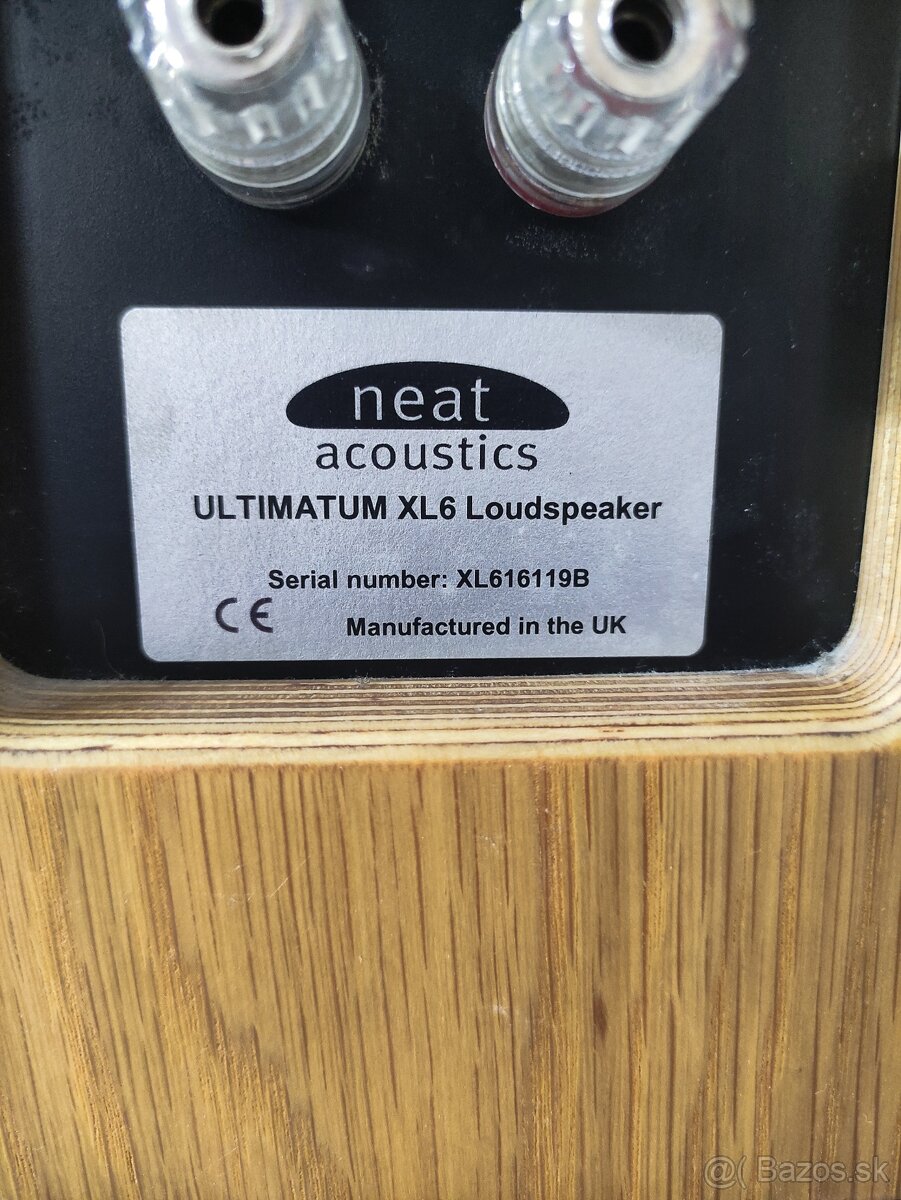 neat
acoustics
ULTIMATUM XL6 Loudspeaker
Serial number: XL616119B
CE
Manufactured in the UK
@( Bazos.sk